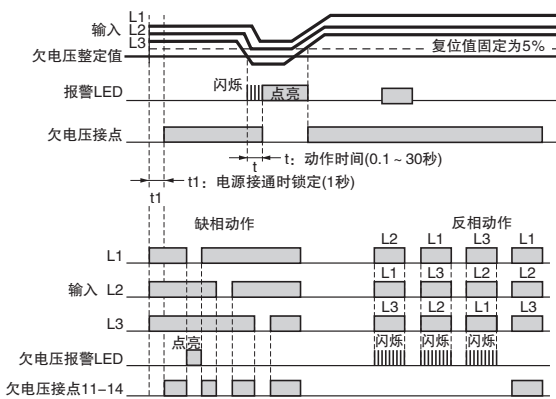 L1
输入 L2
L3
复位值固定为5%
欠电压整定值
闪烁
报警LED
点亮
欠电压接点
t
t：动作时间(0.1～30秒)
t1：电源接通时锁定(1秒)
t1
缺相动作
反相动作
L2 L1 L3 L1
L1
L1 L3 L2 L2
输入 L2
L3 L2 L1 L3
L3
点亮
闪烁 闪烁 闪烁
欠电压报警LED
欠电压接点11−14